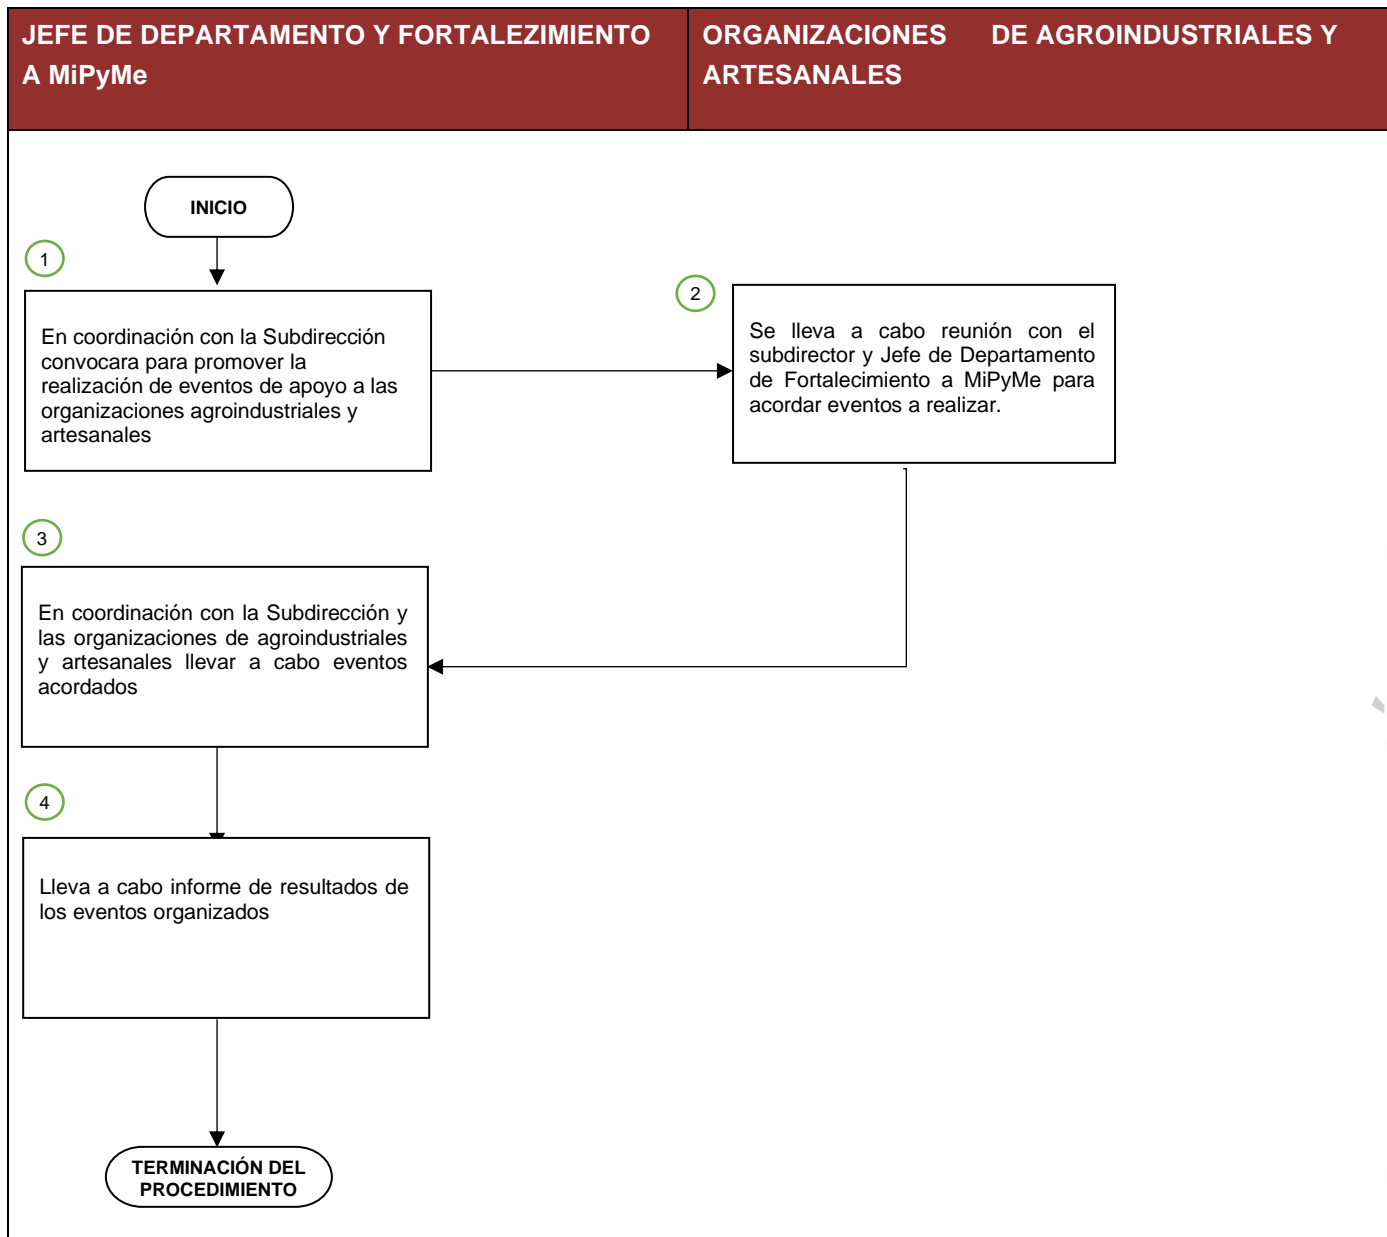 JEFE DE DEPARTAMENTO Y FORTALEZIMIENTO
A MiPyMe
ORGANIZACIONES DE AGROINDUSTRIALES Y
ARTESANALES
INICIO
1
En coordinación con la Subdirección
convocara para promover la
realización de eventos de apoyo a las
organizaciones agroindustriales y
artesanales
2
Se lleva a cabo reunión con el
subdirector y Jefe de Departamento
de Fortalecimiento a MiPyMe para
acordar eventos a realizar.
3
En coordinación con la Subdirección y
las organizaciones de agroindustriales
y artesanales llevar a cabo eventos
acordados
4
Lleva a cabo informe de resultados de
los eventos organizados
TERMINACIÓN DEL
PROCEDIMIENTO